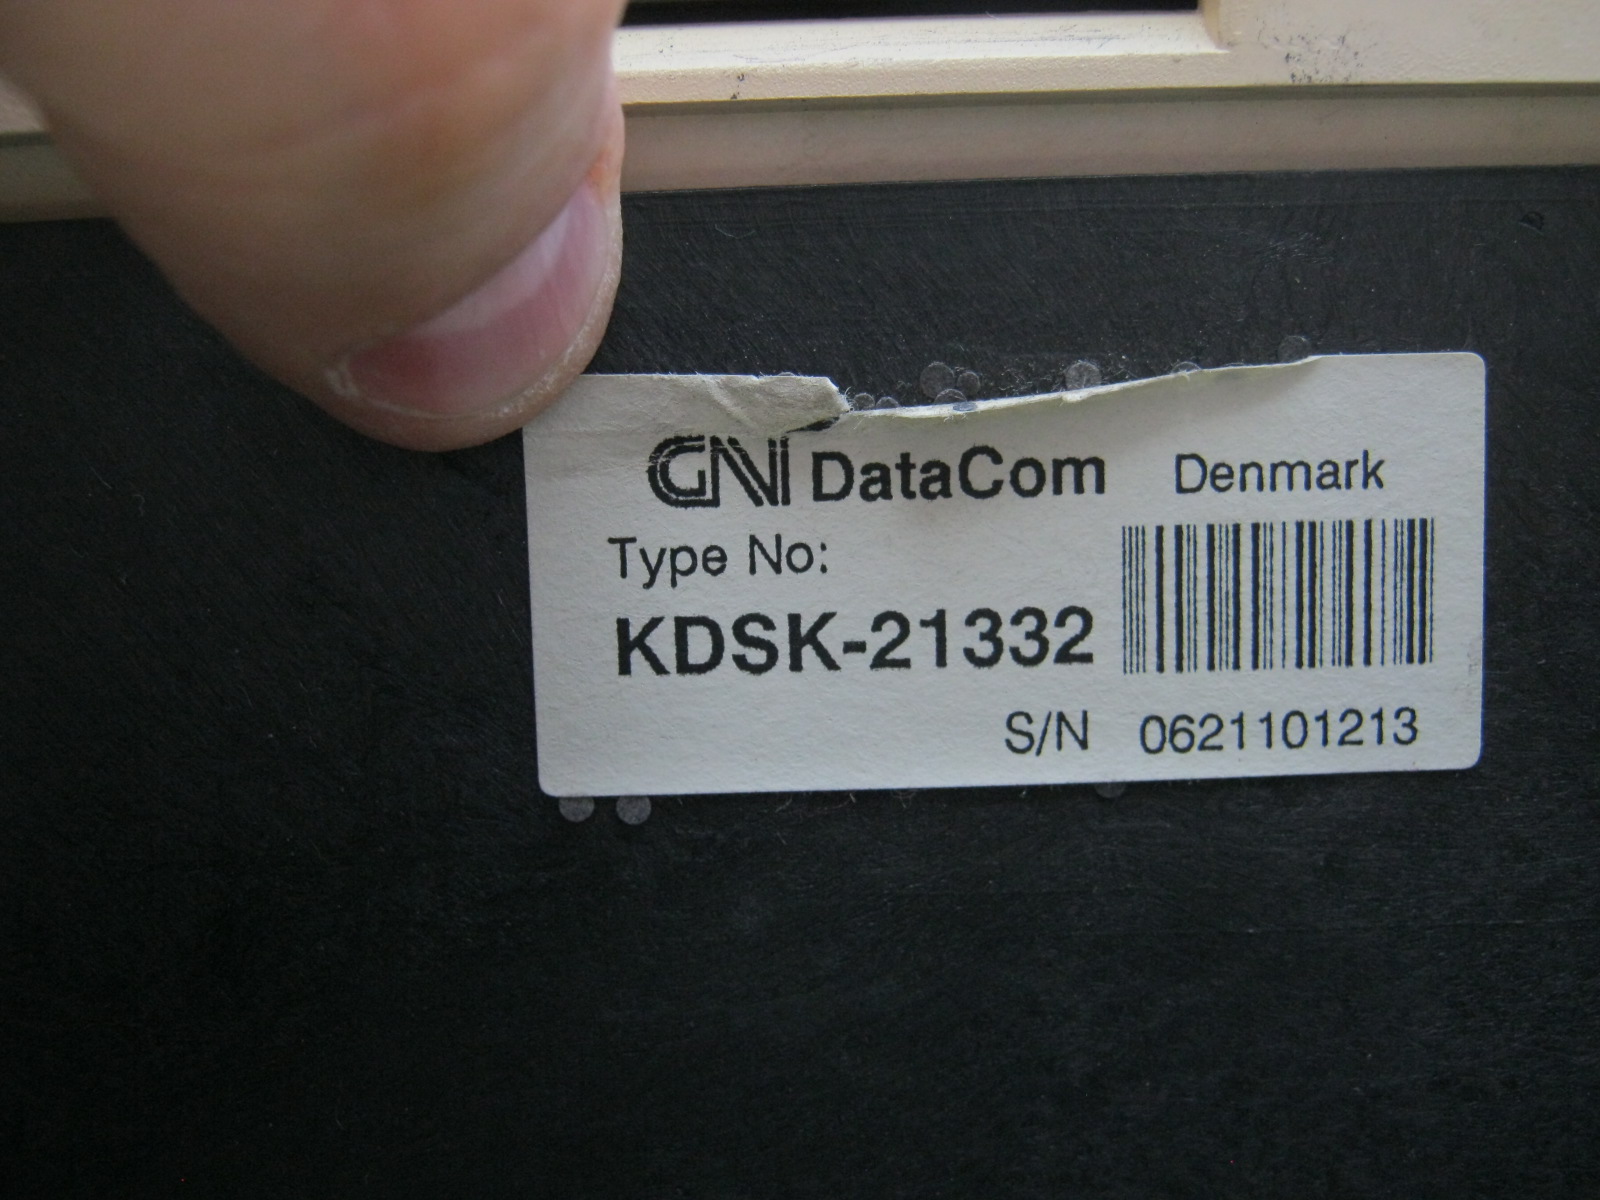 GN DataCom Denmark
Type No:
KDSK-21332
S/N 0621101213